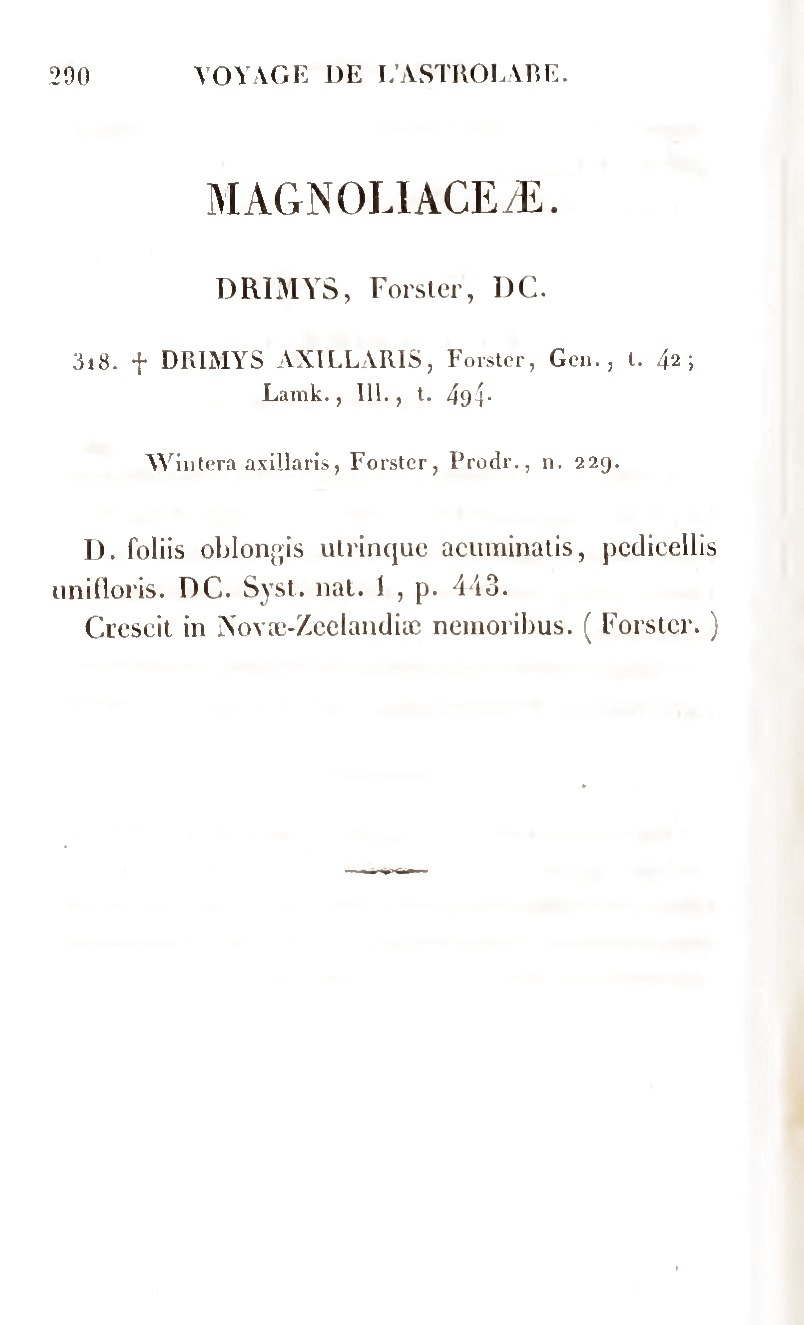 290 VOYAGE DE L'ASTROLABE.
MAGNOLIACEÆ.
DRIMYS, Forster, DC.
318. † DRIMYS AXILLARIS, Forster, Gen., t. 42;
Lamk., Ill., t. 494.
Wintera axillaris, Forster, Prodr., n. 229.
D. foliis oblongis utrinque acuminatis, pedicellis
unifloris. DC. Syst. nat. 1, p. 443.
Crescit in Novæ-Zeelandiæ nemoribus. (Forster.)